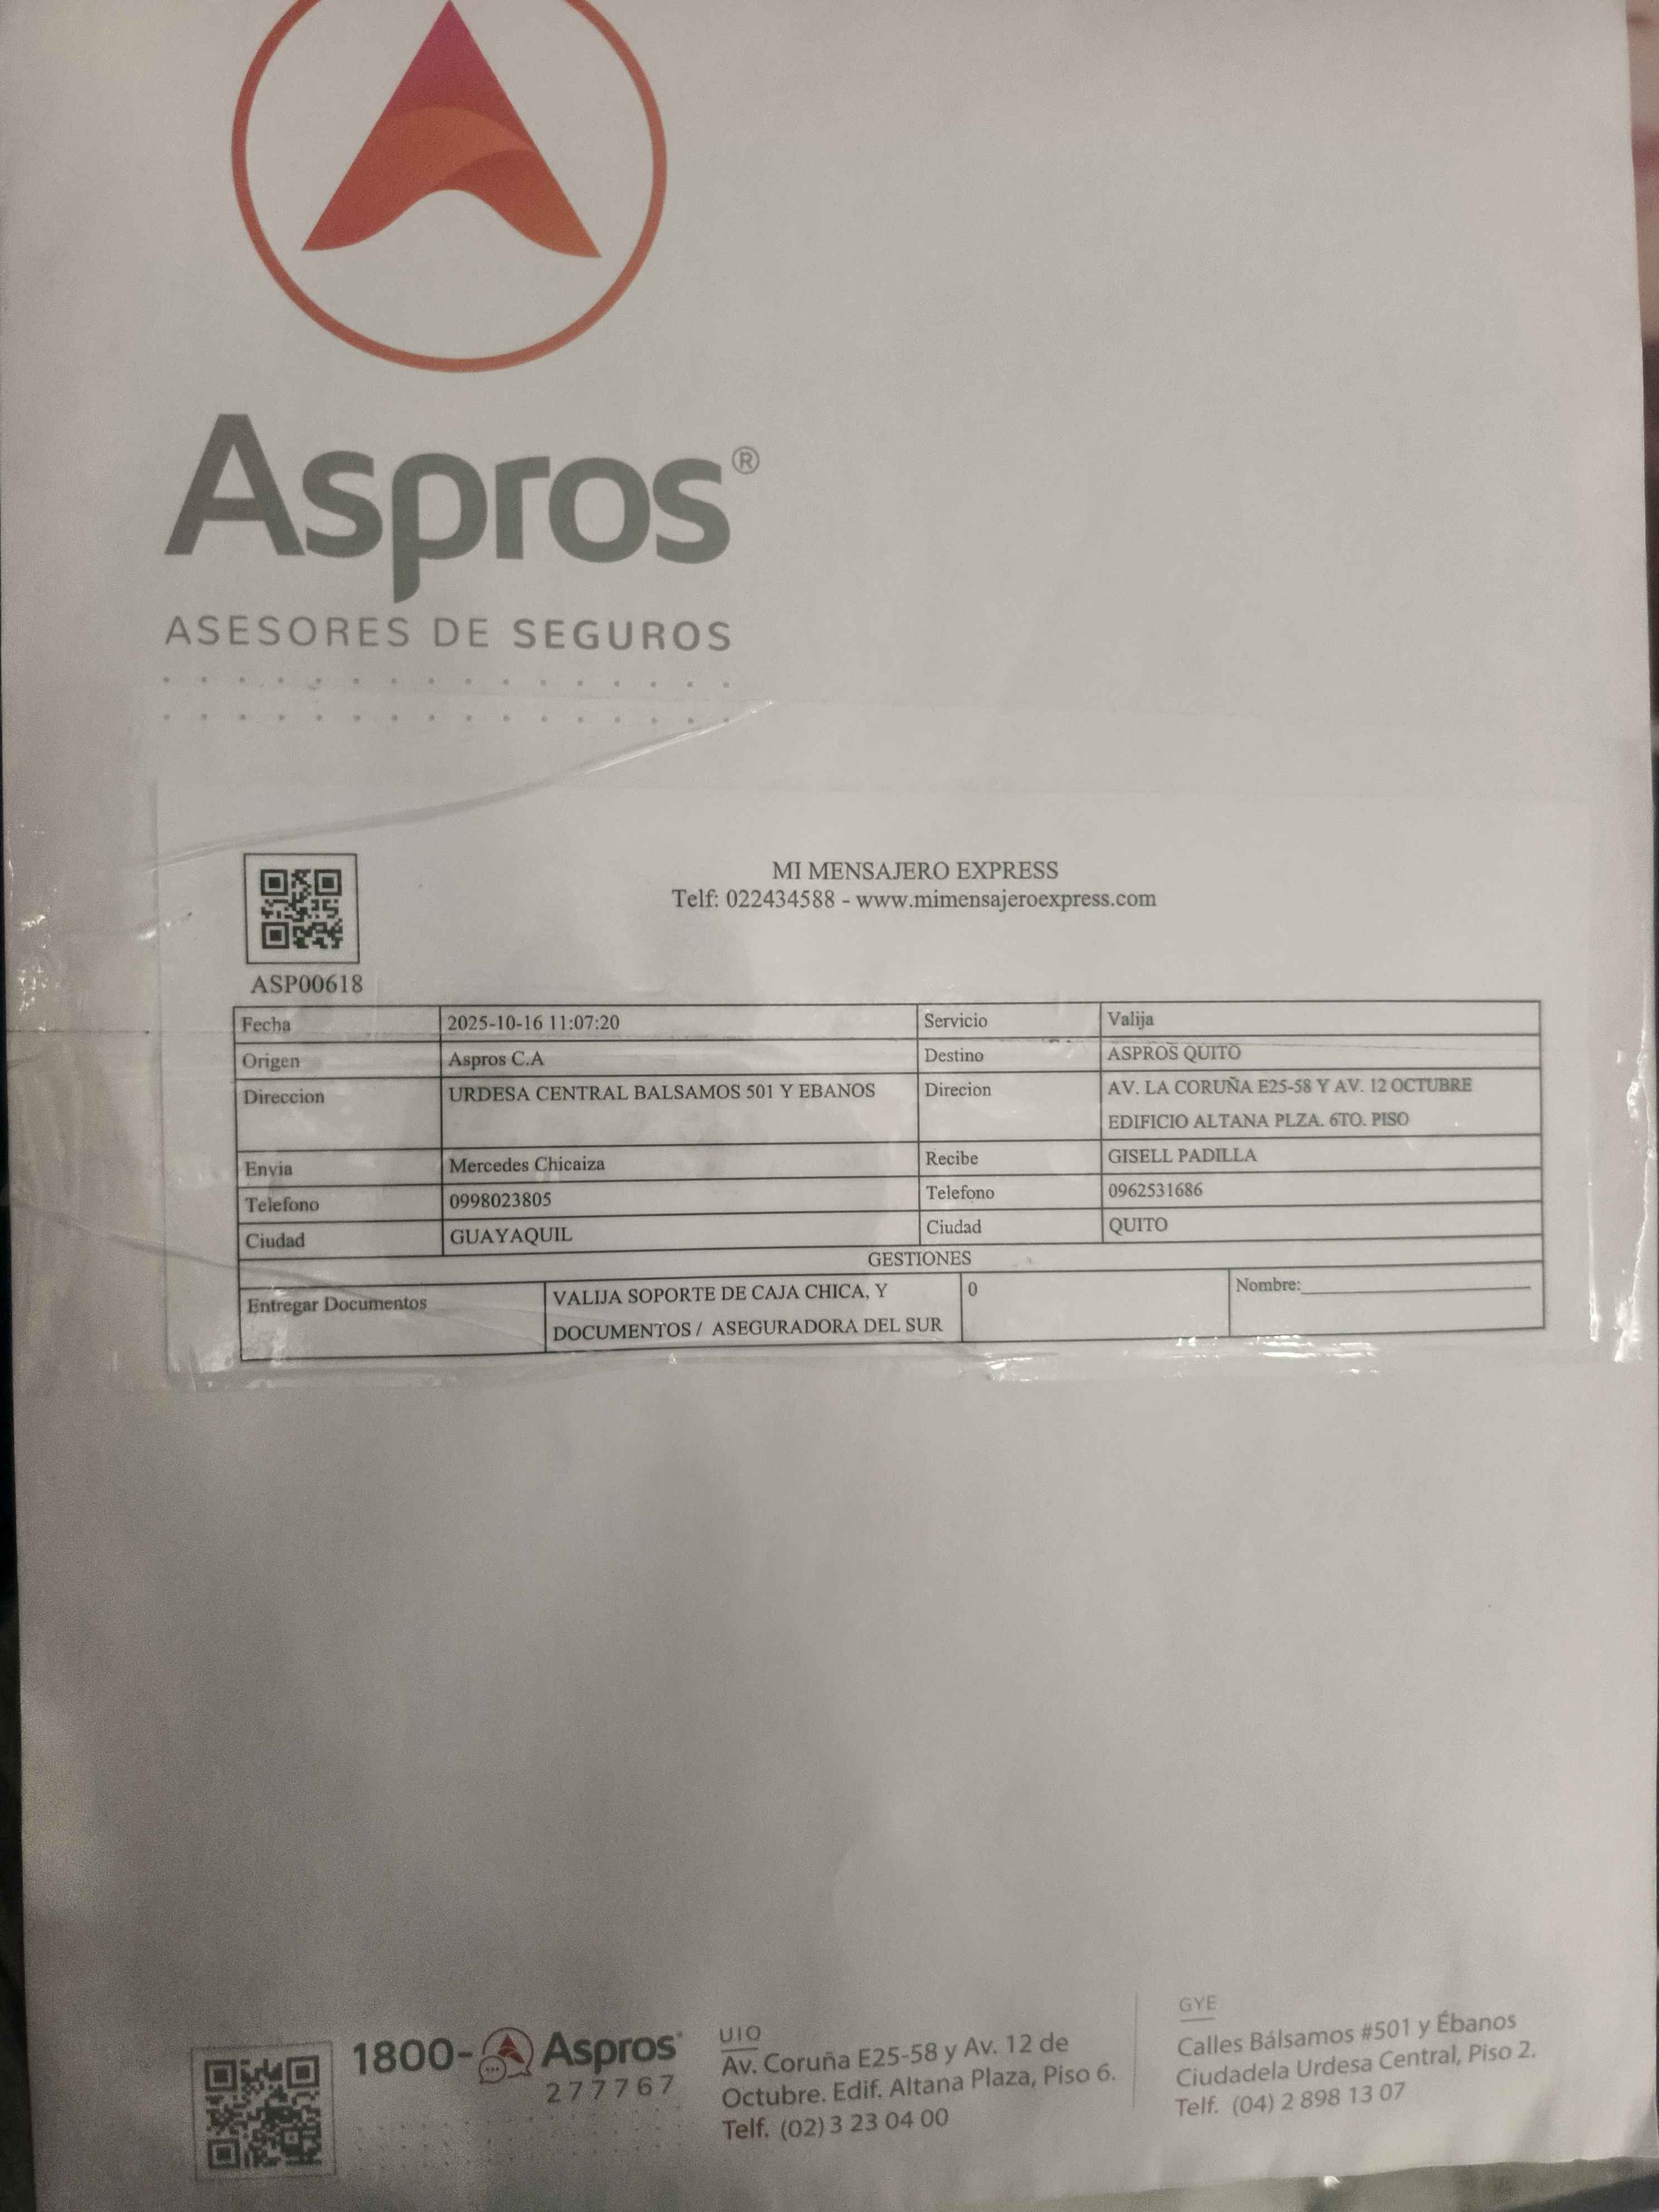 Aspros®
ASESORES DE SEGUROS
MI MENSAJERO EXPRESS
Telf: 022434588 - www.mimensajeroexpress.com
ASP00618
Fecha 2025-10-16 11:07:20 Servicio Valija
Origen Aspros C.A Destino ASPROS QUITO
Direccion URDESA CENTRAL BALSAMOS 501 Y EBANOS Direcion AV. LA CORUÑA E25-58 Y AV. 12 OCTUBRE
EDIFICIO ALTANA PLZA. 6TO. PISO
Envia Mercedes Chicaiza Recibe GISELL PADILLA
Telefono 0998023805 Telefono 0962531686
Ciudad GUAYAQUIL Ciudad QUITO
GESTIONES
Entregar Documentos VALIJA SOPORTE DE CAJA CHICA, Y 0 Nombre:
DOCUMENTOS / ASEGURADORA DEL SUR
1800-Aspros
277767
UIO
Av. Coruña E25-58 y Av. 12 de
Octubre. Edif. Altana Plaza, Piso 6.
Telf. (02) 3 23 04 00
GYE
Calles Bálsamos #501 y Ébanos
Ciudadela Urdesa Central, Piso 2.
Telf. (04) 2 898 13 07